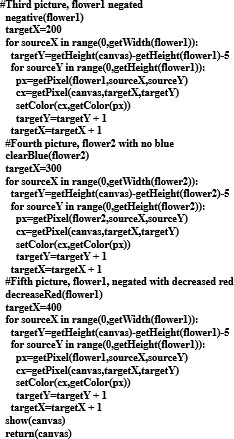 #Third picture, flower1 negated
negative(flower1)
targetX=200
for sourceX in range(0,getWidth(flower1)):
targetY=getHeight(canvas)-getHeight(flower1)-5
for sourceY in range(0,getHeight(flower1)):
px=getPixel(flower1,sourceX,sourceY)
cx=getPixel(canvas,targetX,targetY)
setColor(cx,getColor(px))
targetY=targetY + 1
targetX=targetX + 1
#Fourth picture, flower2 with no blue
clearBlue(flower2)
targetX=300
for sourceX in range(0,getWidth(flower2)):
targetY=getHeight(canvas)-getHeight(flower2)-5
for sourceY in range(0,getHeight(flower2)):
px=getPixel(flower2,sourceX,sourceY)
cx=getPixel(canvas,targetX,targetY)
setColor(cx,getColor(px))
targetY=targetY + 1
targetX=targetX + 1
#Fifth picture, flower1, negated with decreased red
decreaseRed(flower1)
targetX=400
for sourceX in range(0,getWidth(flower1)):
targetY=getHeight(canvas)-getHeight(flower1)-5
for sourceY in range(0,getHeight(flower1)):
px=getPixel(flower1,sourceX,sourceY)
cx=getPixel(canvas,targetX,targetY)
setColor(cx,getColor(px))
targetY=targetY + 1
targetX=targetX + 1
show(canvas)
return(canvas)